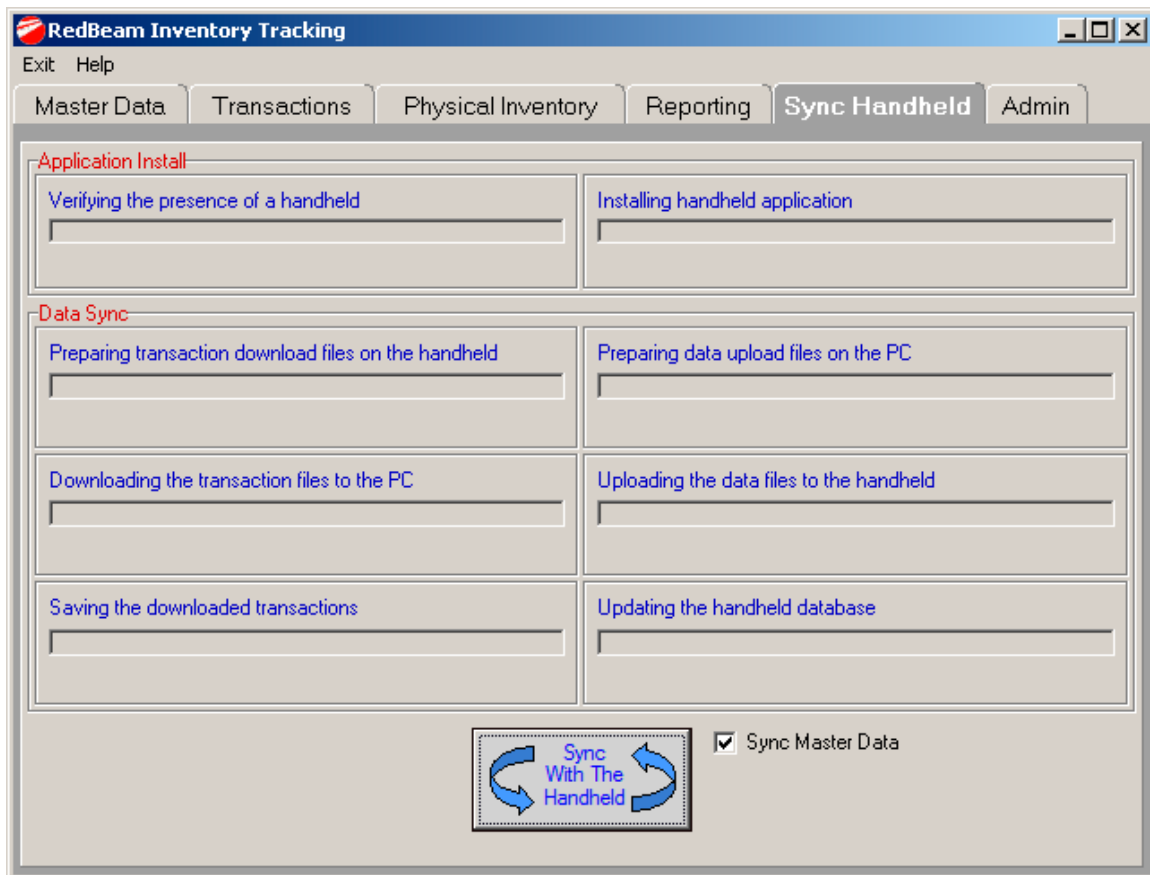 RedBeam Inventory Tracking
Exit Help
Master Data Transactions Physical Inventory Reporting Sync Handheld Admin
Application Install
Verifying the presence of a handheld
Installing handheld application
Data Sync
Preparing transaction download files on the handheld
Preparing data upload files on the PC
Downloading the transaction files to the PC
Uploading the data files to the handheld
Saving the downloaded transactions
Updating the handheld database
Sync
With The
Handheld
Sync Master Data